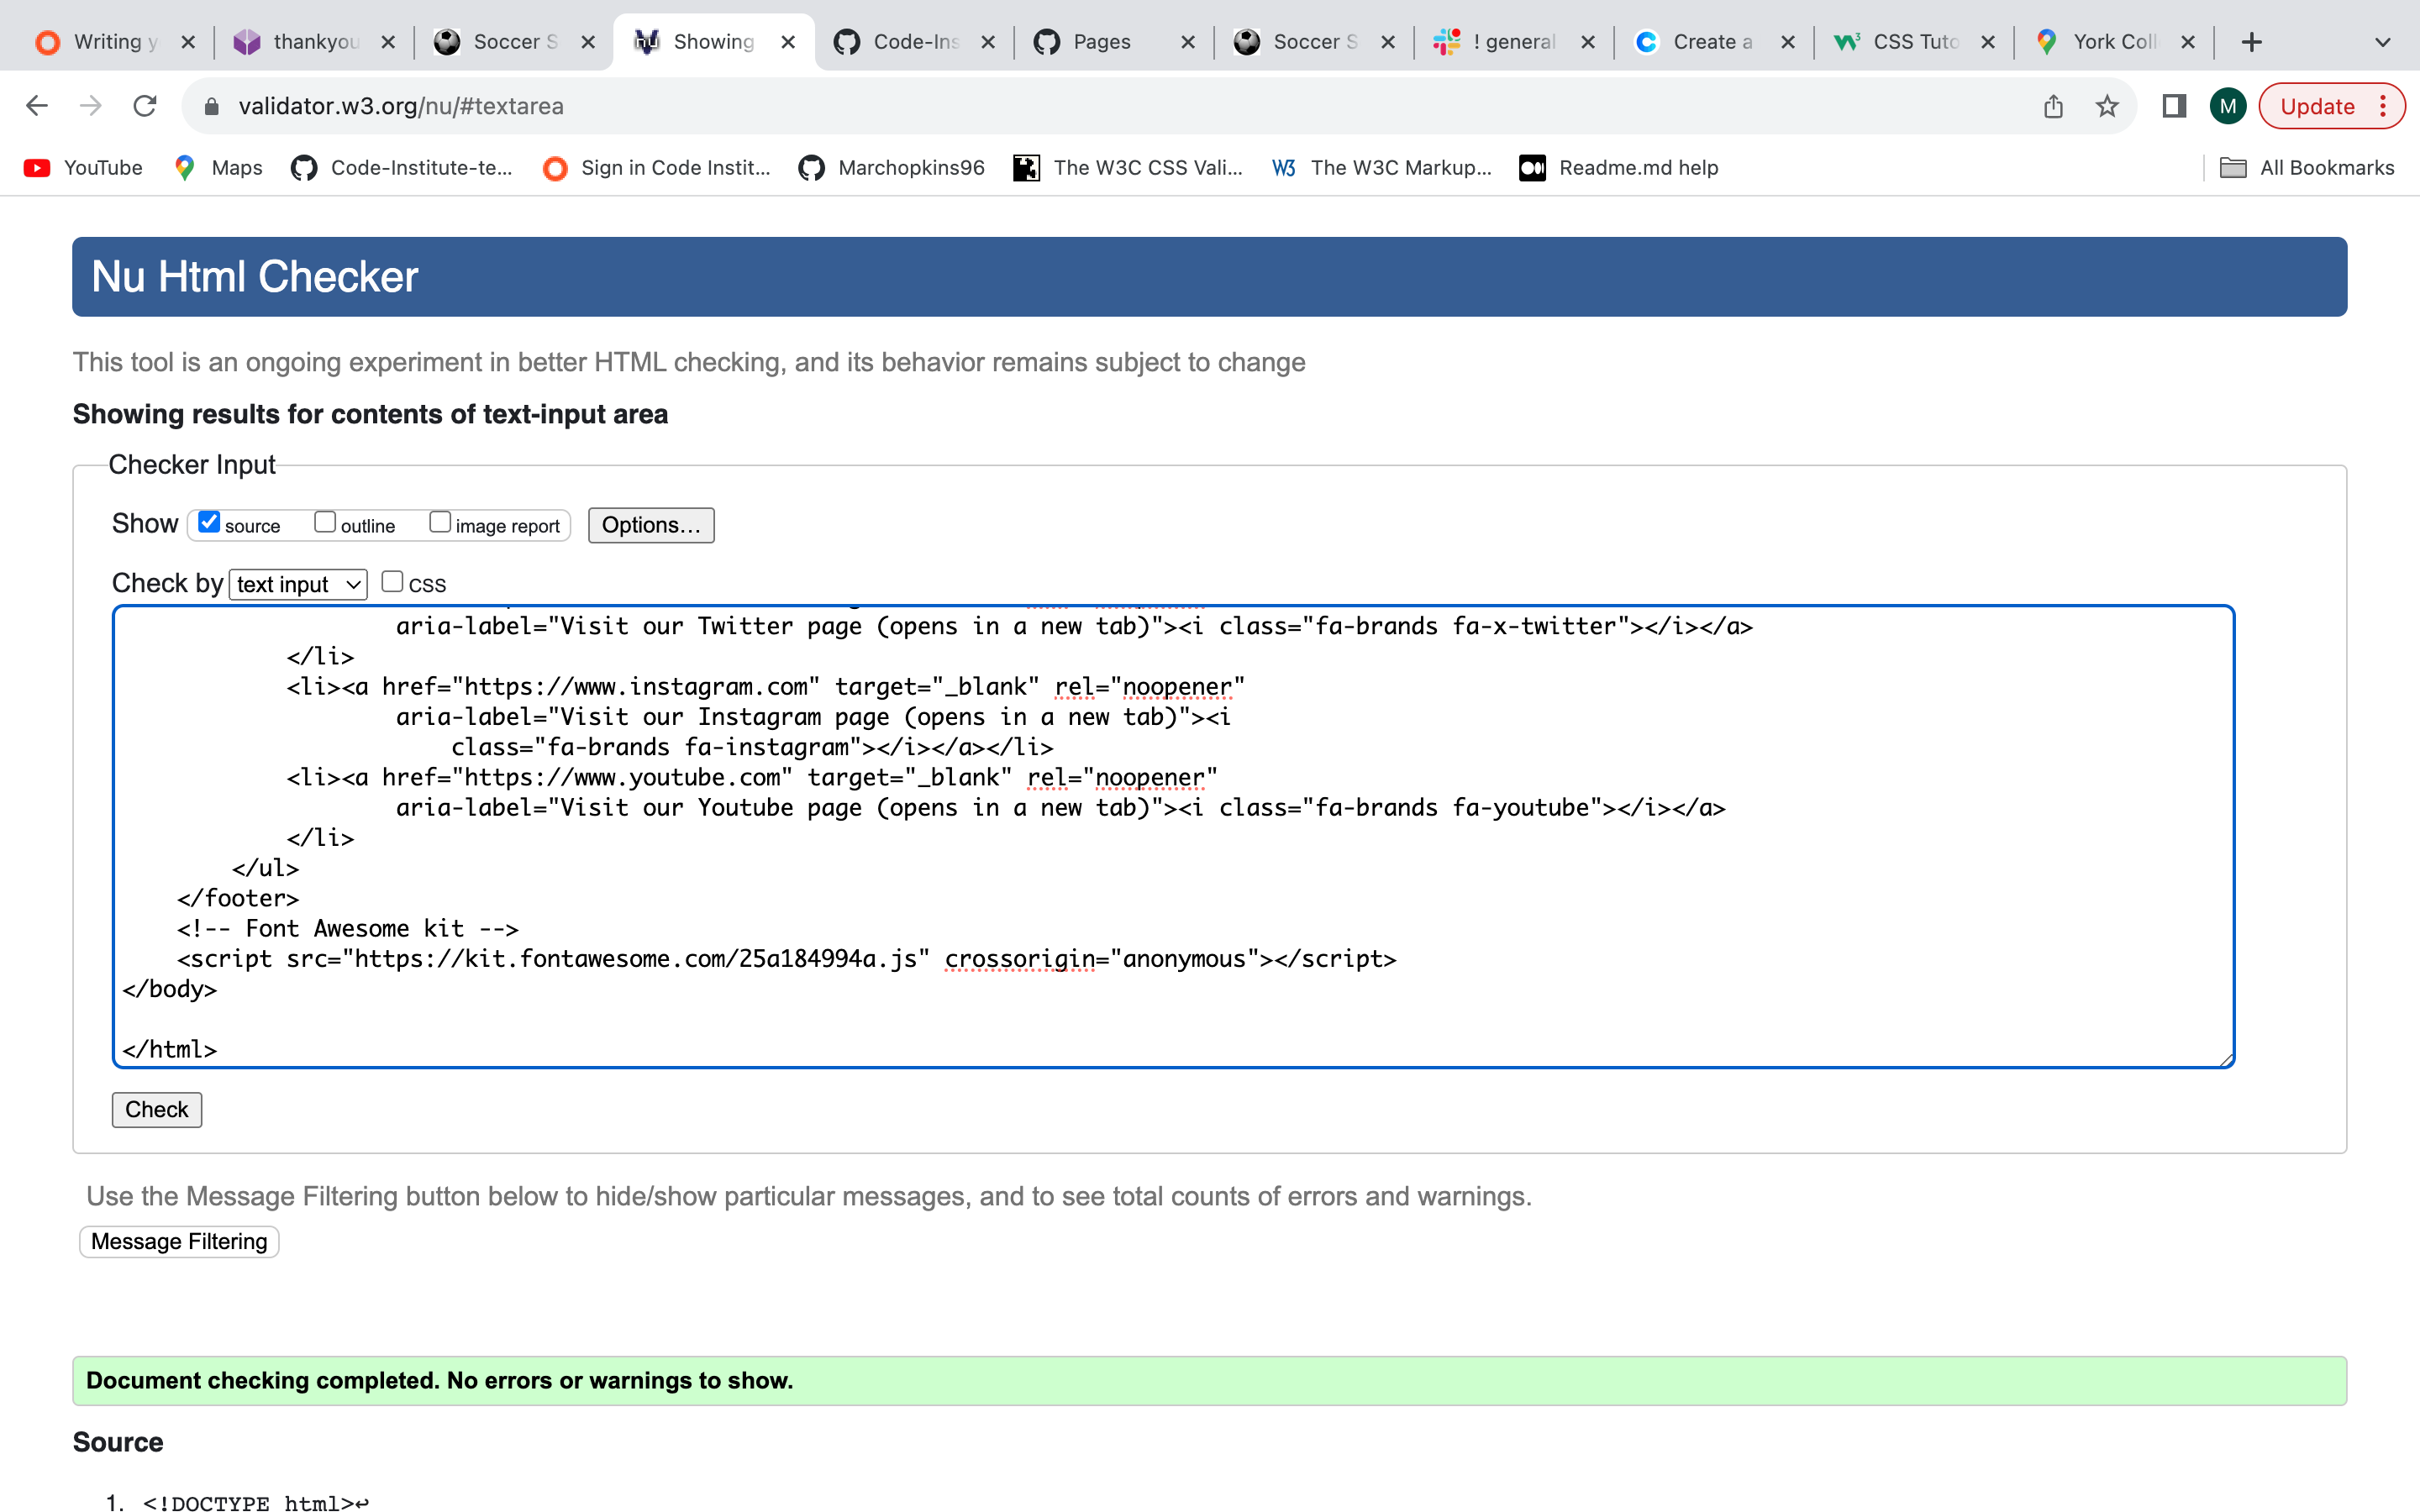 Writing y
thankyou
Soccer S
Showing
Code-Ins
Pages
Soccer S
! general
Create a
CSS Tuto
York Coll
validator.w3.org/nu/#textarea
M
Update
YouTube
Maps
Code-Institute-te...
Sign in Code Instit...
Marchopkins96
The W3C CSS Vali...
The W3C Markup...
Readme.md help
All Bookmarks
Nu Html Checker
This tool is an ongoing experiment in better HTML checking, and its behavior remains subject to change
Showing results for contents of text-input area
Checker Input
Show source outline image report Options...
Check by text input CSS
aria-label="Visit our Twitter page (opens in a new tab)"><i class="fa-brands fa-x-twitter"></i></a>
</li>
<li><a href="https://www.instagram.com" target="_blank" rel="noopener"
aria-label="Visit our Instagram page (opens in a new tab)"><i
class="fa-brands fa-instagram"></i></a></li>
<li><a href="https://www.youtube.com" target="_blank" rel="noopener"
aria-label="Visit our Youtube page (opens in a new tab)"><i class="fa-brands fa-youtube"></i></a>
</li>
</ul>
</footer>
<!-- Font Awesome kit -->
<script src="https://kit.fontawesome.com/25a184994a.js" crossorigin="anonymous"></script>
</body>
</html>
Check
Use the Message Filtering button below to hide/show particular messages, and to see total counts of errors and warnings.
Message Filtering
Document checking completed. No errors or warnings to show.
Source
1. <!DOCTYPE html>↩